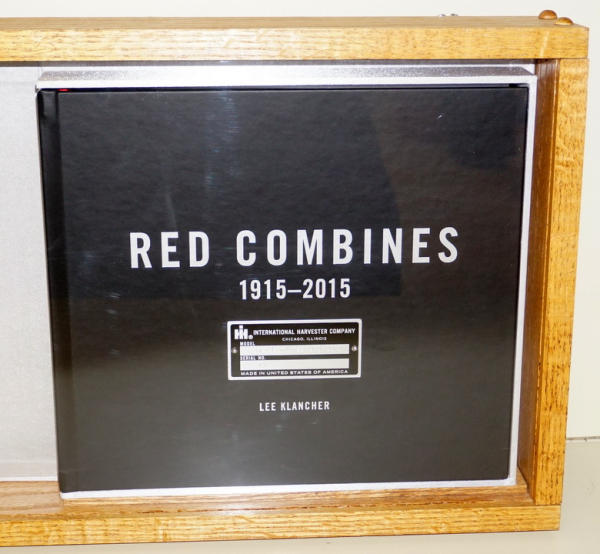 RED COMBINES
1915–2015
IH® INTERNATIONAL HARVESTER COMPANY
CHICAGO, ILLINOIS
MODEL
SERIAL NO.
MADE IN UNITED STATES OF AMERICA
LEE KLANCHER